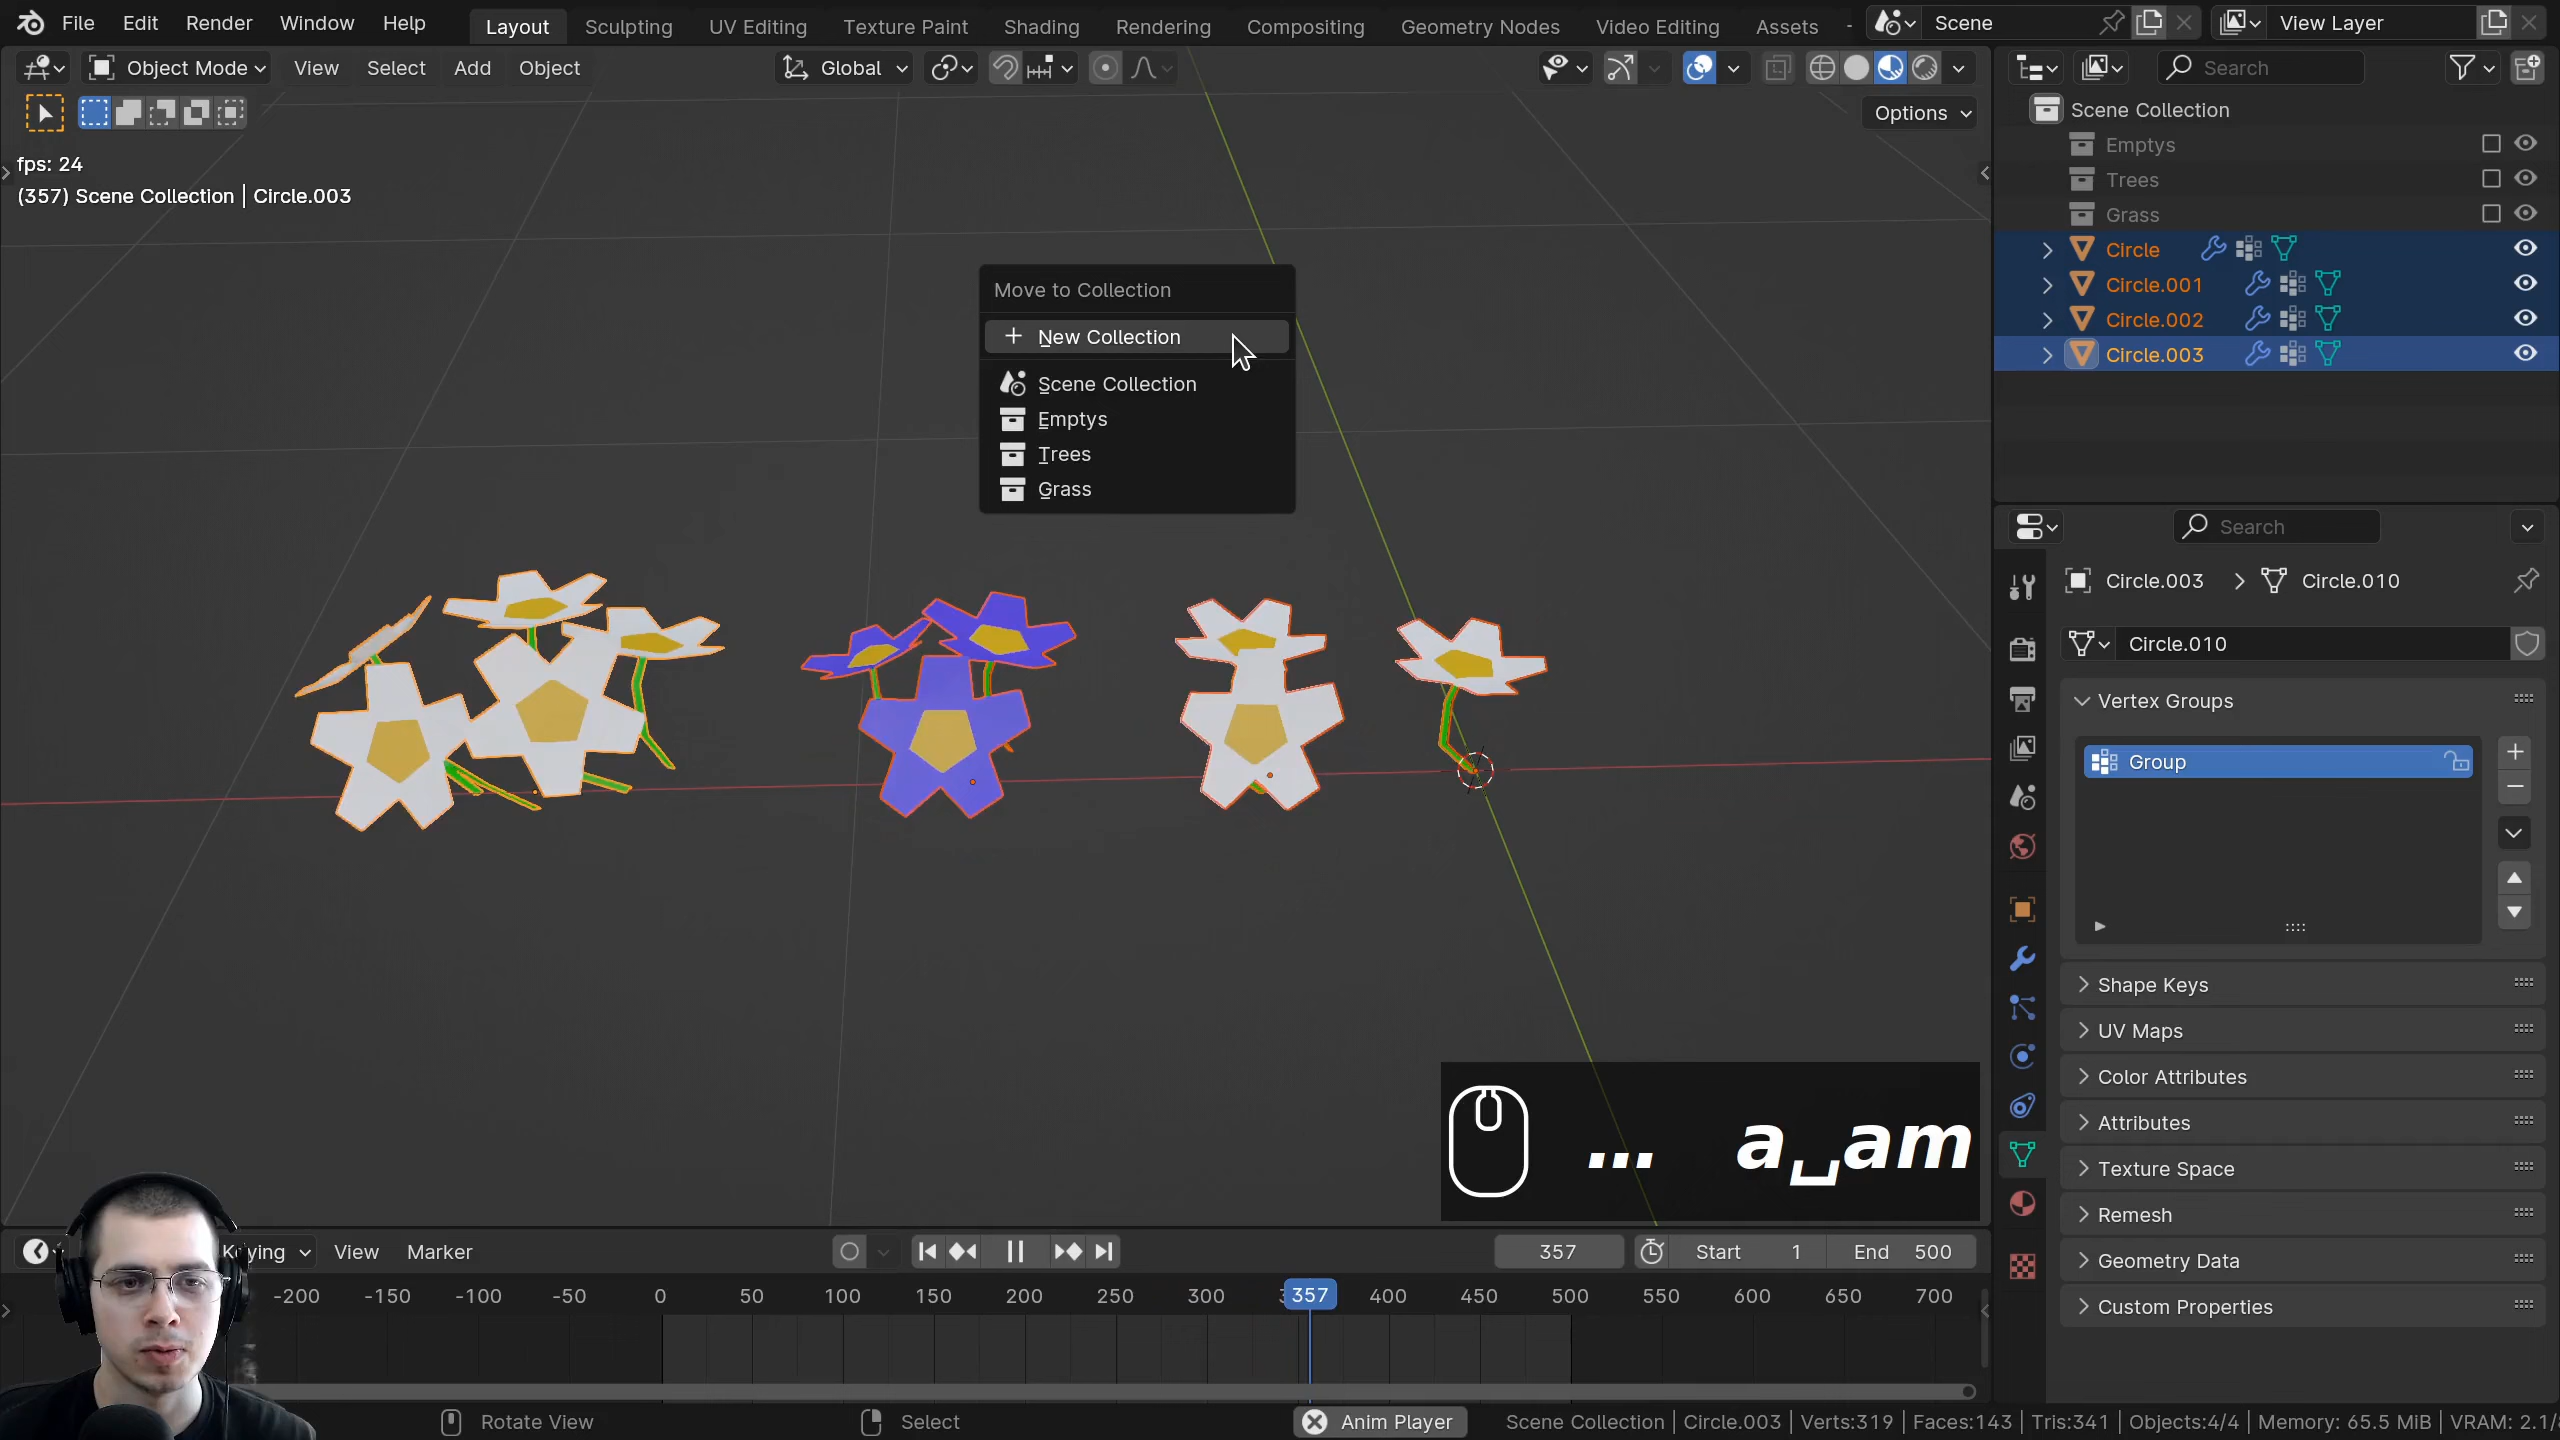 File Edit Render Window Help Layout Sculpting UV Editing Texture Paint Shading Rendering Compositing Geometry Nodes Video Editing Assets Scene View Layer
Object Mode View Select Add Object Global Search
Options
fps: 24
(357) Scene Collection | Circle.003
Scene Collection
Emptys
Trees
Grass
Circle
Circle.001
Circle.002
Circle.003
Move to Collection
New Collection
Scene Collection
Emptys
Trees
Grass
Search
Circle.003 Circle.010
Circle.010
Vertex Groups
Group
Shape Keys
UV Maps
Color Attributes
Attributes
Texture Space
Remesh
Geometry Data
Custom Properties
... a␣am
View Marker 357 Start 1 End 500
-200 -150 -100 -50 0 50 100 150 200 250 300 357 400 450 500 550 600 650 700
Rotate View Select Anim Player Scene Collection | Circle.003 | Verts:319 | Faces:143 | Tris:341 | Objects:4/4 | Memory: 65.5 MiB | VRAM: 2.1/